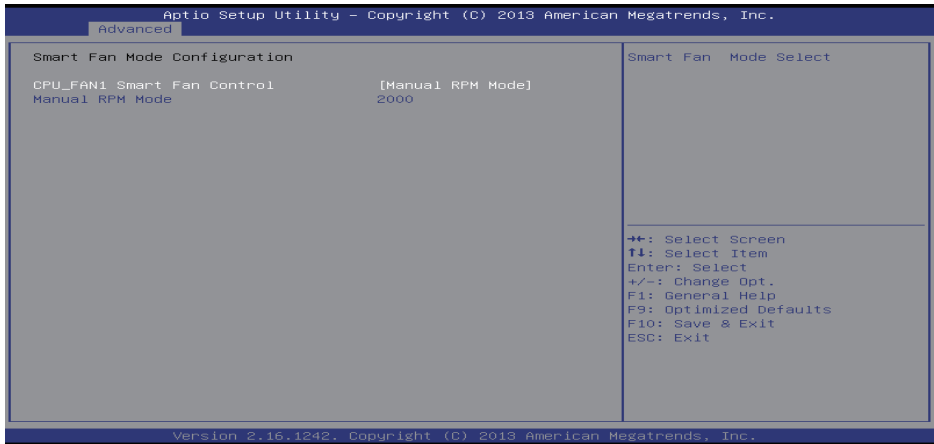 Aptio Setup Utility – Copyright (C) 2013 American Megatrends, Inc.
Advanced
Smart Fan Mode Configuration
CPU_FAN1 Smart Fan Control [Manual RPM Mode]
Manual RPM Mode 2000
Smart Fan Mode Select
→←: Select Screen
↑↓: Select Item
Enter: Select
+/-: Change Opt.
F1: General Help
F9: Optimized Defaults
F10: Save & Exit
ESC: Exit
Version 2.16.1242. Copyright (C) 2013 American Megatrends, Inc.